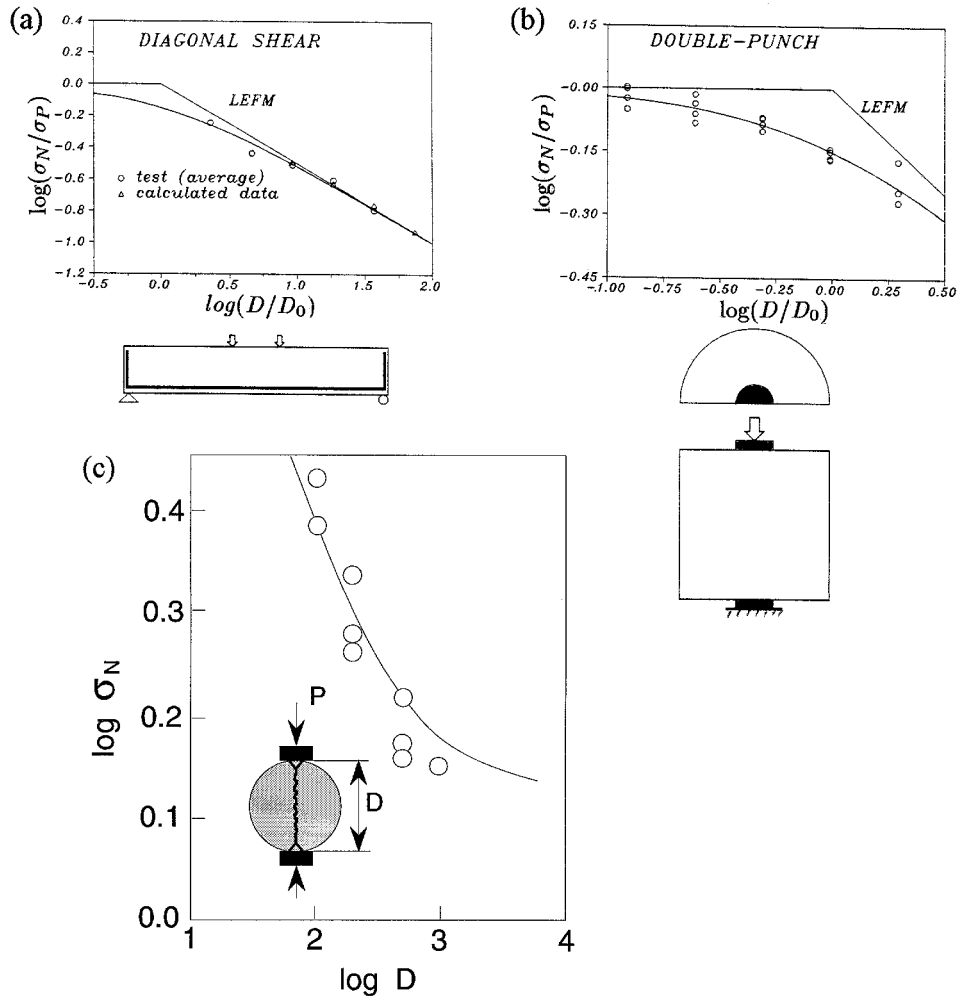 (a)
DIAGONAL SHEAR
LEFM
○ test (average)
△ calculated data
log(σN/σP)
0.4
0.2
0.0
-0.2
-0.4
-0.6
-0.8
-1.0
-1.2
-0.5
0.0
0.5
1.0
1.5
2.0
log(D/D0)
(b)
DOUBLE-PUNCH
LEFM
log(σN/σP)
0.15
-0.00
-0.15
-0.30
-0.45
-1.00
-0.75
-0.50
-0.25
0.00
0.25
0.50
log(D/D0)
(c)
log σN
0.4
0.3
0.2
0.1
0.0
P
D
1
2
3
4
log D